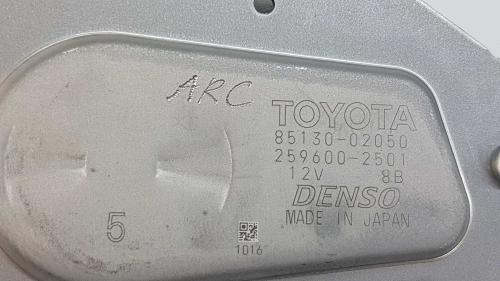 ARC
TOYOTA
85130-02050
259600-2501
12V 8B
DENSO
MADE IN JAPAN
5
1016